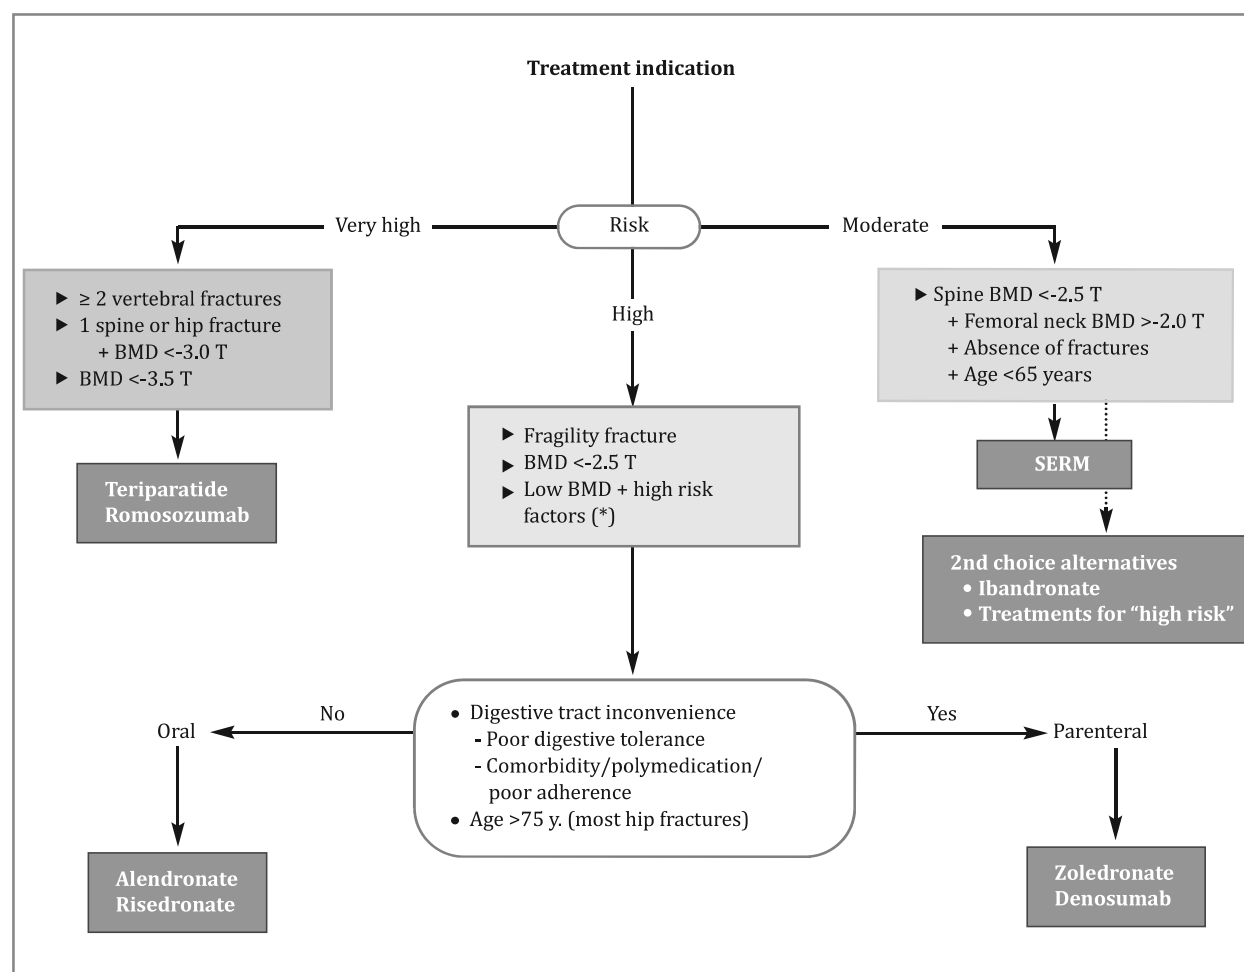 Treatment indication
Very high
Risk
Moderate
► ≥ 2 vertebral fractures
► 1 spine or hip fracture
+ BMD <-3.0 T
► BMD <-3.5 T
High
► Spine BMD <-2.5 T
+ Femoral neck BMD >-2.0 T
+ Absence of fractures
+ Age <65 years
Teriparatide
Romosozumab
► Fragility fracture
► BMD <-2.5 T
► Low BMD + high risk
factors (*)
SERM
2nd choice alternatives
• Ibandronate
• Treatments for “high risk”
No
Oral
• Digestive tract inconvenience
- Poor digestive tolerance
- Comorbidity/polymedication/
poor adherence
• Age >75 y. (most hip fractures)
Yes
Parenteral
Alendronate
Risedronate
Zoledronate
Denosumab